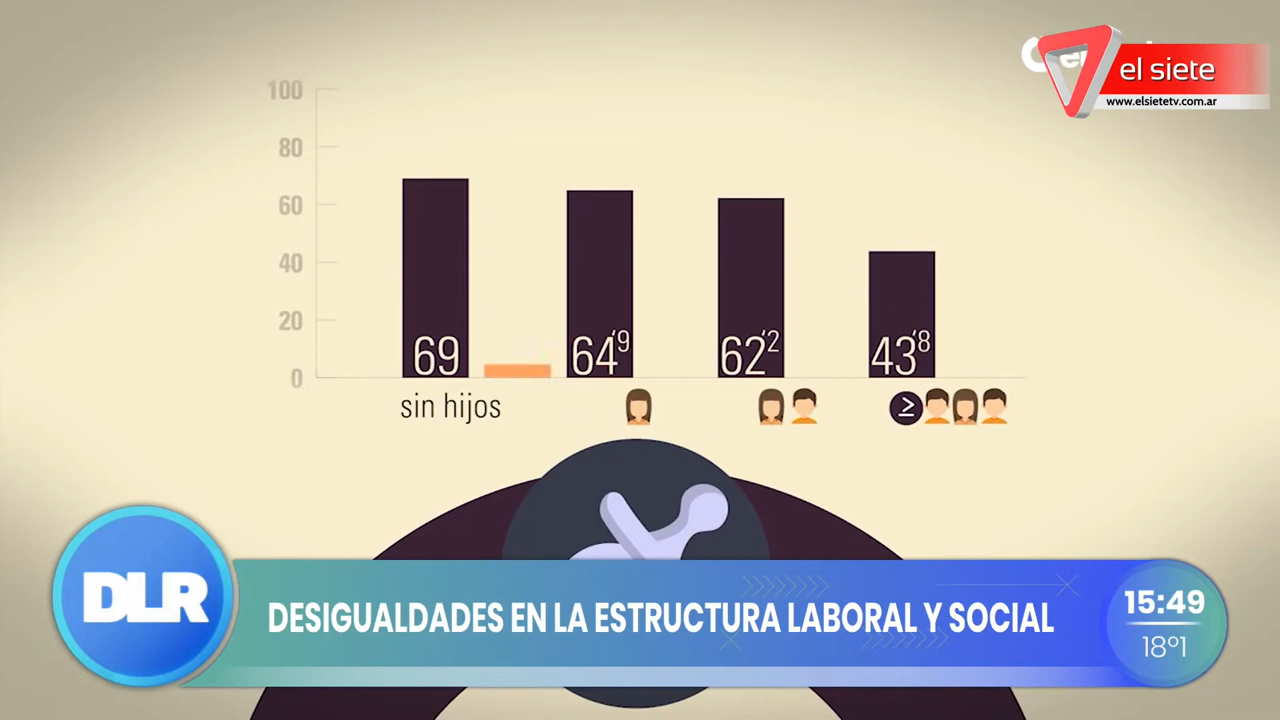 el siete
www.elsietetv.com.ar
100
80
60
40
20
0
69
64'9
62'2
43'8
sin hijos
≥
DLR
DESIGUALDADES EN LA ESTRUCTURA LABORAL Y SOCIAL
15:49
18º1